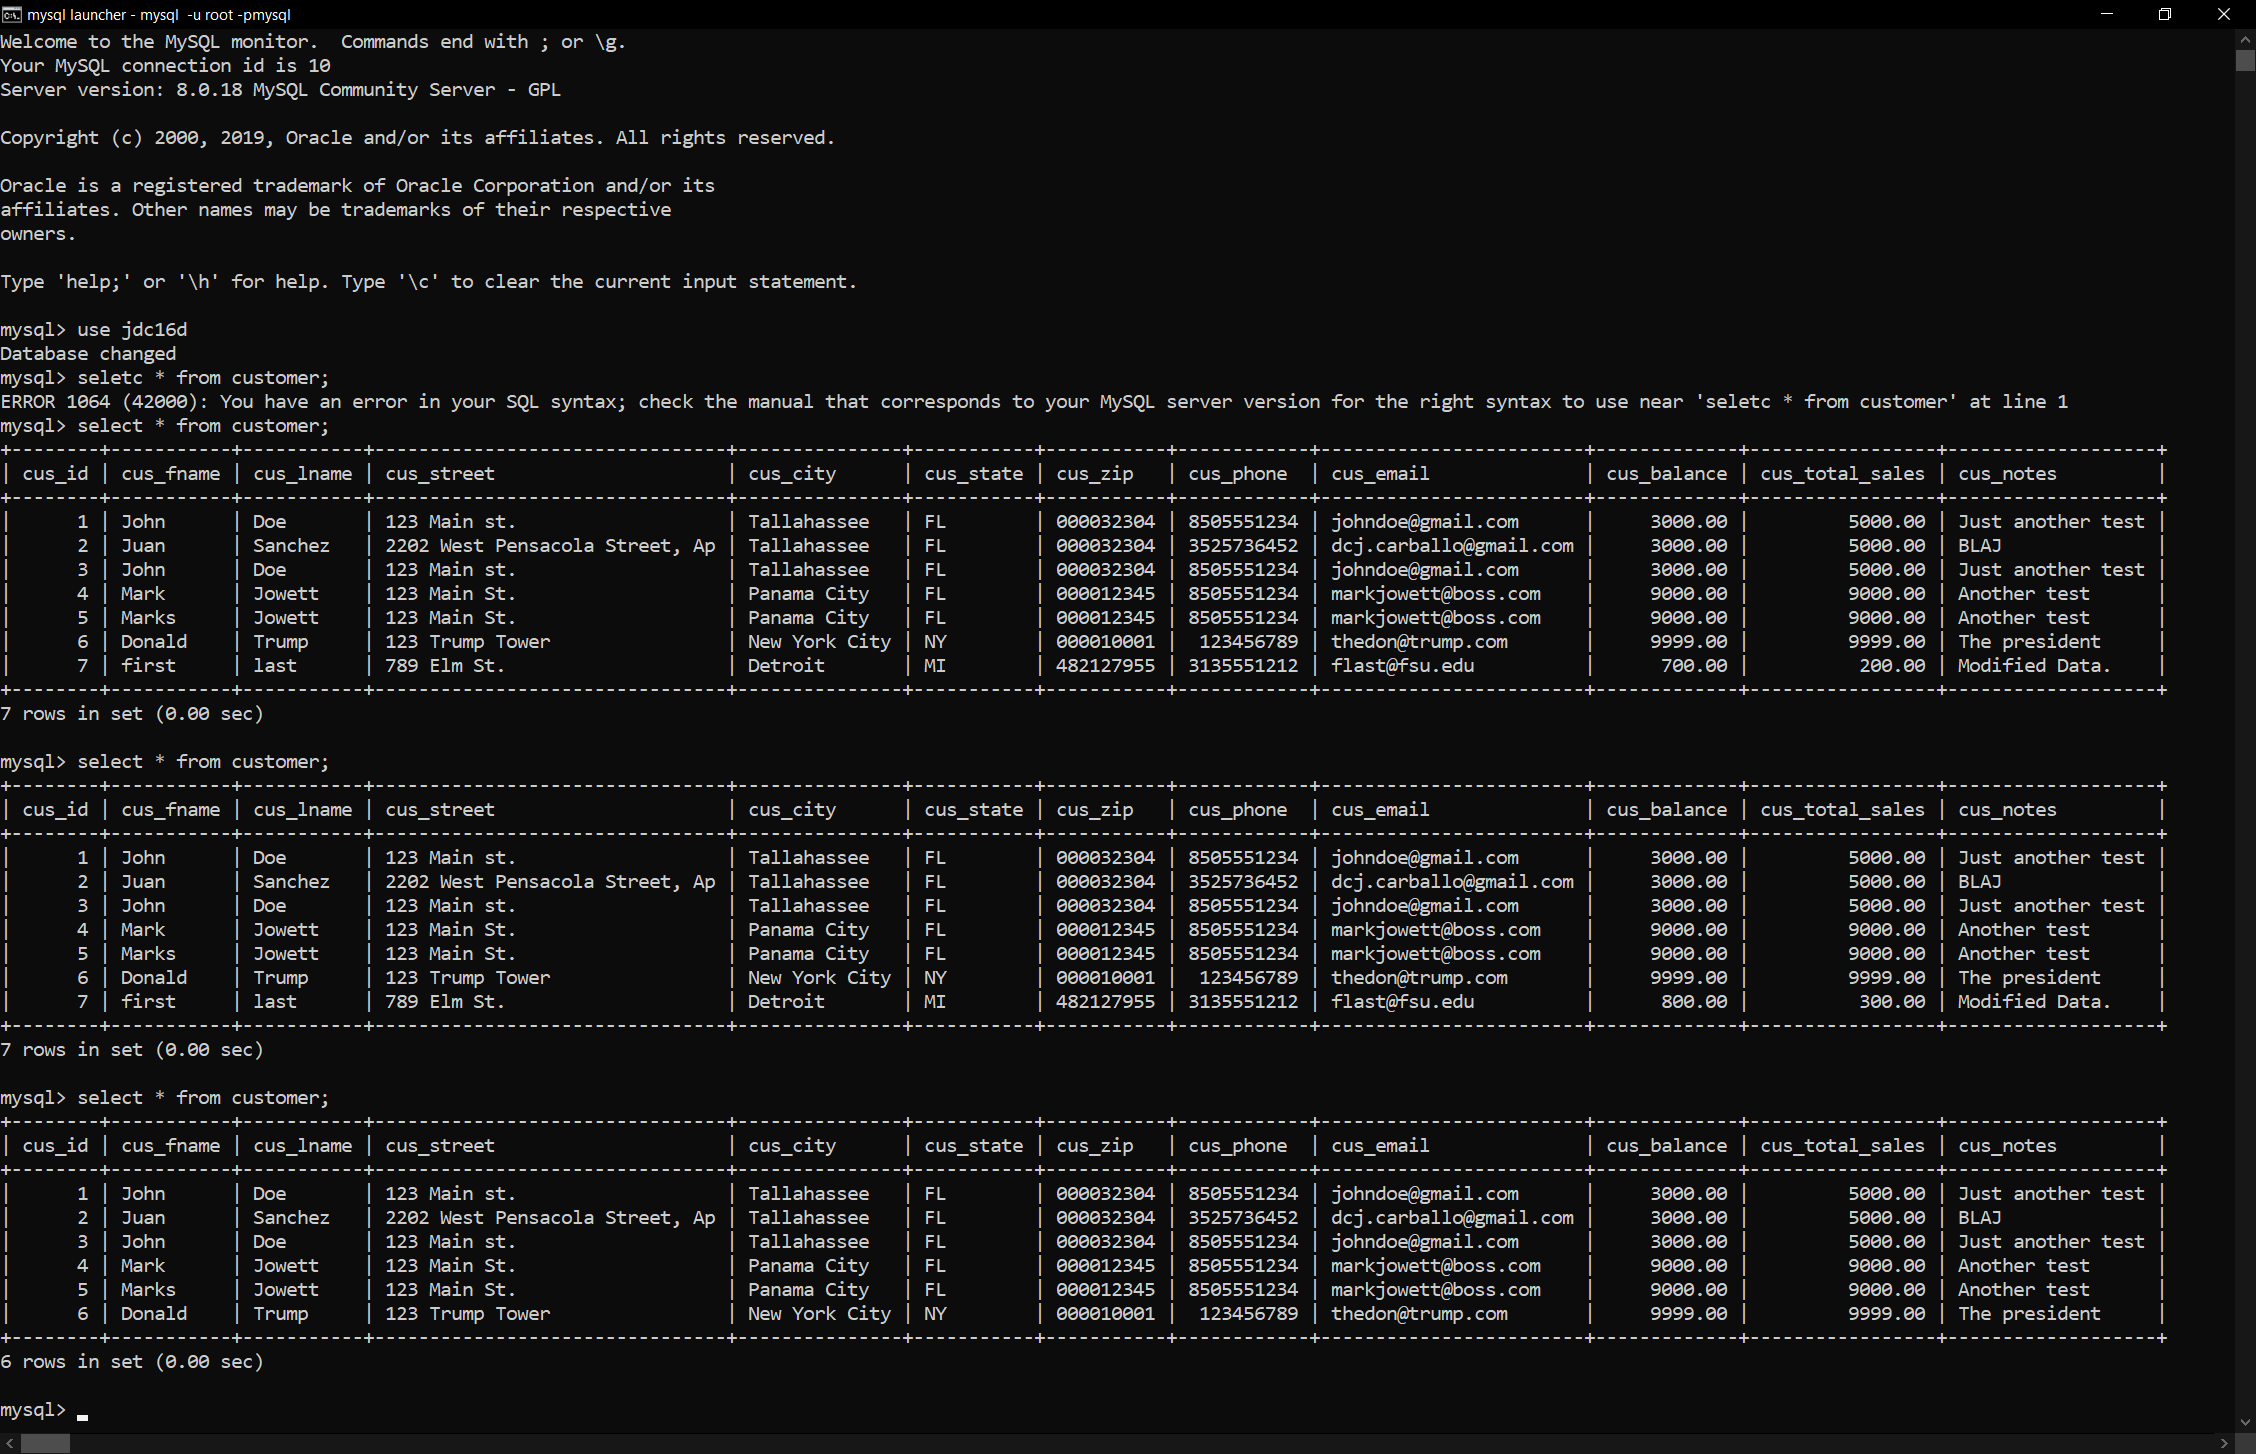 mysql launcher - mysql  -u root -pmysql
Welcome to the MySQL monitor.  Commands end with ; or \g.
Your MySQL connection id is 10
Server version: 8.0.18 MySQL Community Server - GPL
Copyright (c) 2000, 2019, Oracle and/or its affiliates. All rights reserved.
Oracle is a registered trademark of Oracle Corporation and/or its
affiliates. Other names may be trademarks of their respective
owners.
Type 'help;' or '\h' for help. Type '\c' to clear the current input statement.
mysql> use jdc16d
Database changed
mysql> seletc * from customer;
ERROR 1064 (42000): You have an error in your SQL syntax; check the manual that corresponds to your MySQL server version for the right syntax to use near 'seletc * from customer' at line 1
mysql> select * from customer;
| cus_id | cus_fname | cus_lname | cus_street | cus_city | cus_state | cus_zip | cus_phone | cus_email | cus_balance | cus_total_sales | cus_notes |
| 1 | John | Doe | 123 Main st. | Tallahassee | FL | 000032304 | 8505551234 | johndoe@gmail.com | 3000.00 | 5000.00 | Just another test |
| 2 | Juan | Sanchez | 2202 West Pensacola Street, Ap | Tallahassee | FL | 000032304 | 3525736452 | dcj.carballo@gmail.com | 3000.00 | 5000.00 | BLAJ |
| 3 | John | Doe | 123 Main st. | Tallahassee | FL | 000032304 | 8505551234 | johndoe@gmail.com | 3000.00 | 5000.00 | Just another test |
| 4 | Mark | Jowett | 123 Main St. | Panama City | FL | 000012345 | 8505551234 | markjowett@boss.com | 9000.00 | 9000.00 | Another test |
| 5 | Marks | Jowett | 123 Main St. | Panama City | FL | 000012345 | 8505551234 | markjowett@boss.com | 9000.00 | 9000.00 | Another test |
| 6 | Donald | Trump | 123 Trump Tower | New York City | NY | 000010001 | 123456789 | thedon@trump.com | 9999.00 | 9999.00 | The president |
| 7 | first | last | 789 Elm St. | Detroit | MI | 482127955 | 3135551212 | flast@fsu.edu | 700.00 | 200.00 | Modified Data. |
7 rows in set (0.00 sec)
mysql> select * from customer;
| cus_id | cus_fname | cus_lname | cus_street | cus_city | cus_state | cus_zip | cus_phone | cus_email | cus_balance | cus_total_sales | cus_notes |
| 1 | John | Doe | 123 Main st. | Tallahassee | FL | 000032304 | 8505551234 | johndoe@gmail.com | 3000.00 | 5000.00 | Just another test |
| 2 | Juan | Sanchez | 2202 West Pensacola Street, Ap | Tallahassee | FL | 000032304 | 3525736452 | dcj.carballo@gmail.com | 3000.00 | 5000.00 | BLAJ |
| 3 | John | Doe | 123 Main st. | Tallahassee | FL | 000032304 | 8505551234 | johndoe@gmail.com | 3000.00 | 5000.00 | Just another test |
| 4 | Mark | Jowett | 123 Main St. | Panama City | FL | 000012345 | 8505551234 | markjowett@boss.com | 9000.00 | 9000.00 | Another test |
| 5 | Marks | Jowett | 123 Main St. | Panama City | FL | 000012345 | 8505551234 | markjowett@boss.com | 9000.00 | 9000.00 | Another test |
| 6 | Donald | Trump | 123 Trump Tower | New York City | NY | 000010001 | 123456789 | thedon@trump.com | 9999.00 | 9999.00 | The president |
| 7 | first | last | 789 Elm St. | Detroit | MI | 482127955 | 3135551212 | flast@fsu.edu | 800.00 | 300.00 | Modified Data. |
7 rows in set (0.00 sec)
mysql> select * from customer;
| cus_id | cus_fname | cus_lname | cus_street | cus_city | cus_state | cus_zip | cus_phone | cus_email | cus_balance | cus_total_sales | cus_notes |
| 1 | John | Doe | 123 Main st. | Tallahassee | FL | 000032304 | 8505551234 | johndoe@gmail.com | 3000.00 | 5000.00 | Just another test |
| 2 | Juan | Sanchez | 2202 West Pensacola Street, Ap | Tallahassee | FL | 000032304 | 3525736452 | dcj.carballo@gmail.com | 3000.00 | 5000.00 | BLAJ |
| 3 | John | Doe | 123 Main st. | Tallahassee | FL | 000032304 | 8505551234 | johndoe@gmail.com | 3000.00 | 5000.00 | Just another test |
| 4 | Mark | Jowett | 123 Main St. | Panama City | FL | 000012345 | 8505551234 | markjowett@boss.com | 9000.00 | 9000.00 | Another test |
| 5 | Marks | Jowett | 123 Main St. | Panama City | FL | 000012345 | 8505551234 | markjowett@boss.com | 9000.00 | 9000.00 | Another test |
| 6 | Donald | Trump | 123 Trump Tower | New York City | NY | 000010001 | 123456789 | thedon@trump.com | 9999.00 | 9999.00 | The president |
6 rows in set (0.00 sec)
mysql>